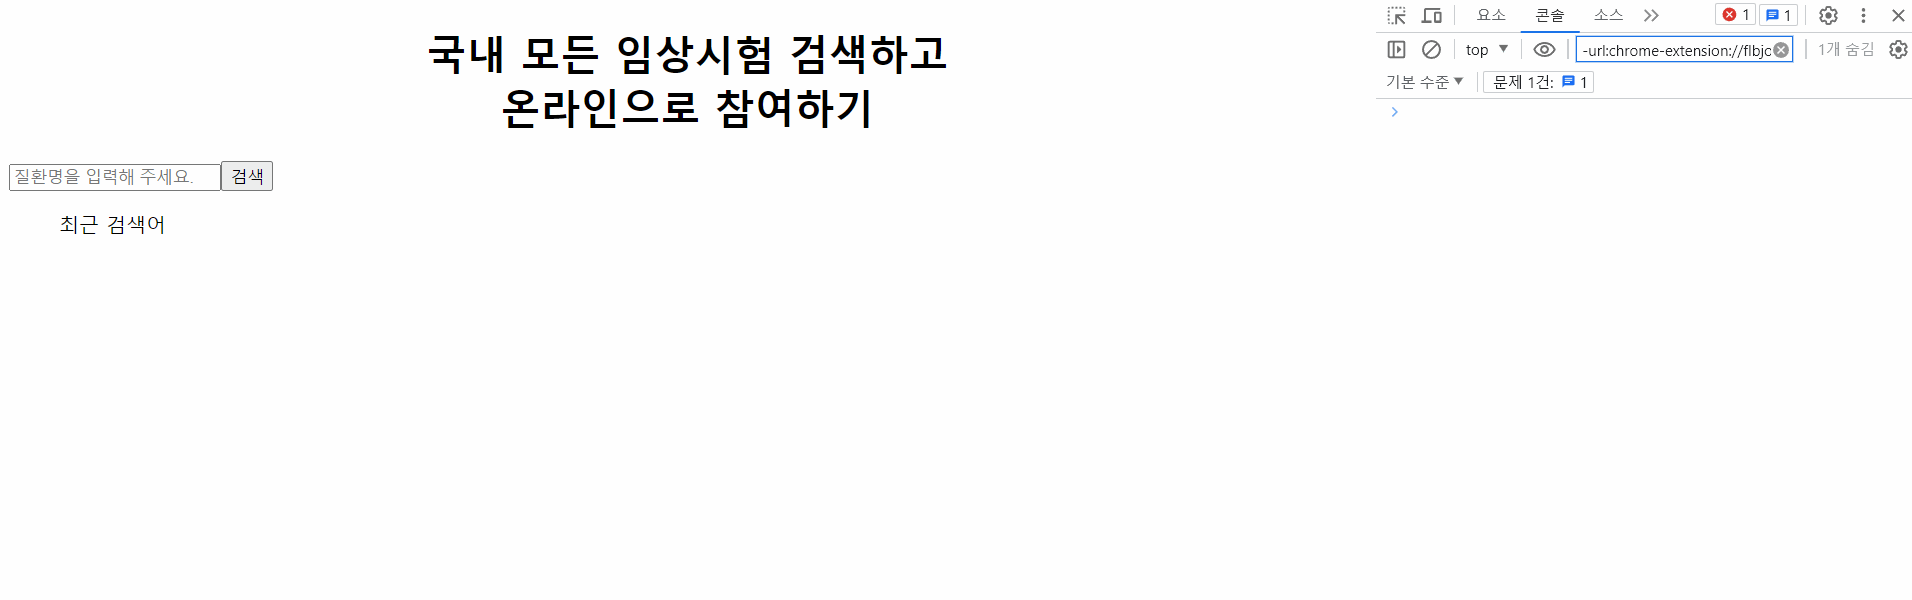 국내 모든 임상시험 검색하고
온라인으로 참여하기
질환명을 입력해 주세요. 검색
최근 검색어
요소 콘솔 소스 1 1
top -url:chrome-extension://flbjc 1개 숨김
기본 수준 문제 1건: 1